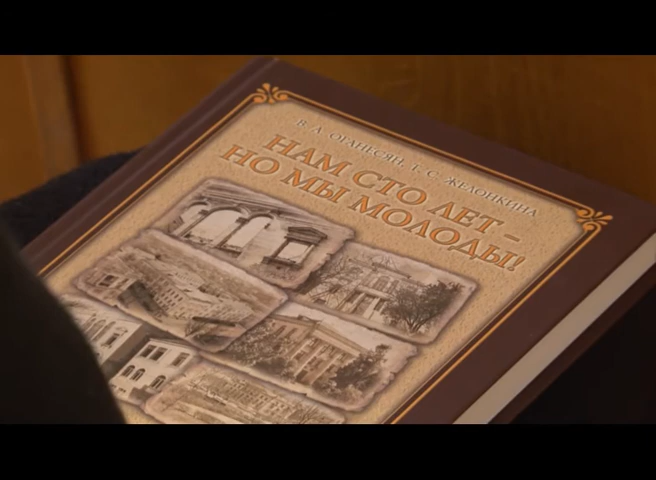 В. А. ОГАНЕСЯН, Г. С. ЖЕЛОНКИНА
НАМ СТО ЛЕТ –
НО МЫ МОЛОДЫ!